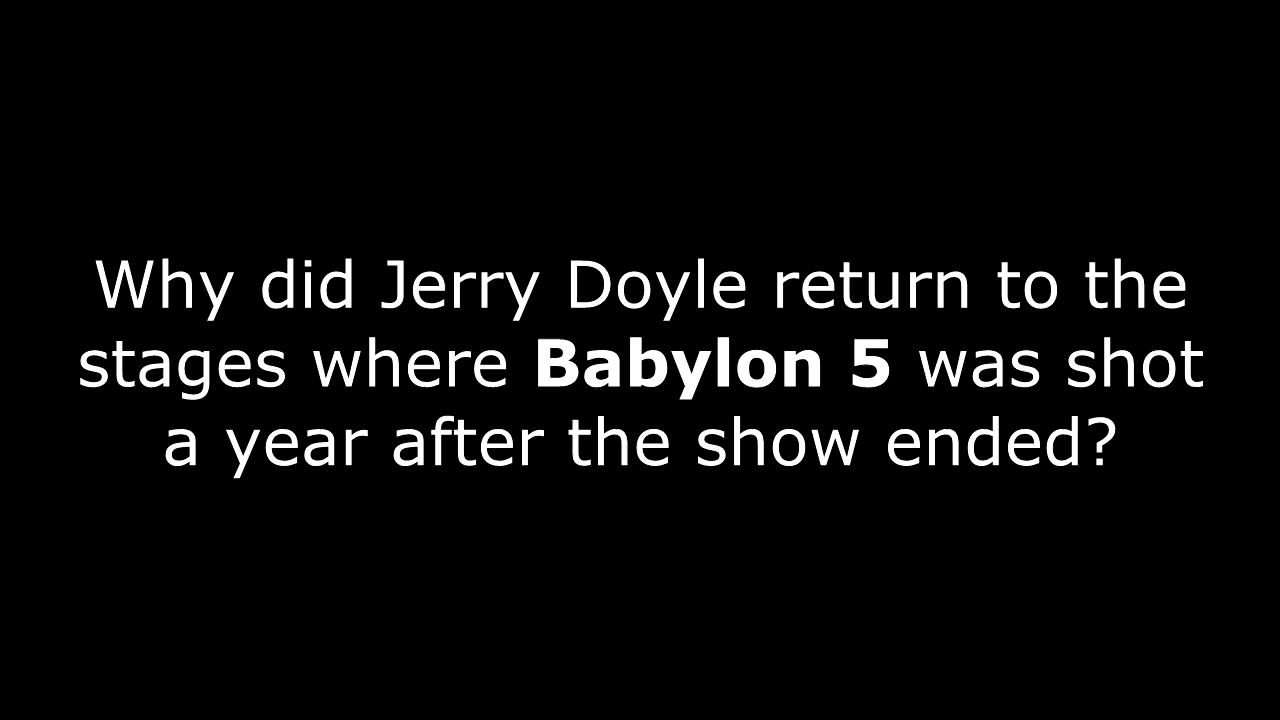 Why did Jerry Doyle return to the
stages where Babylon 5 was shot
a year after the show ended?